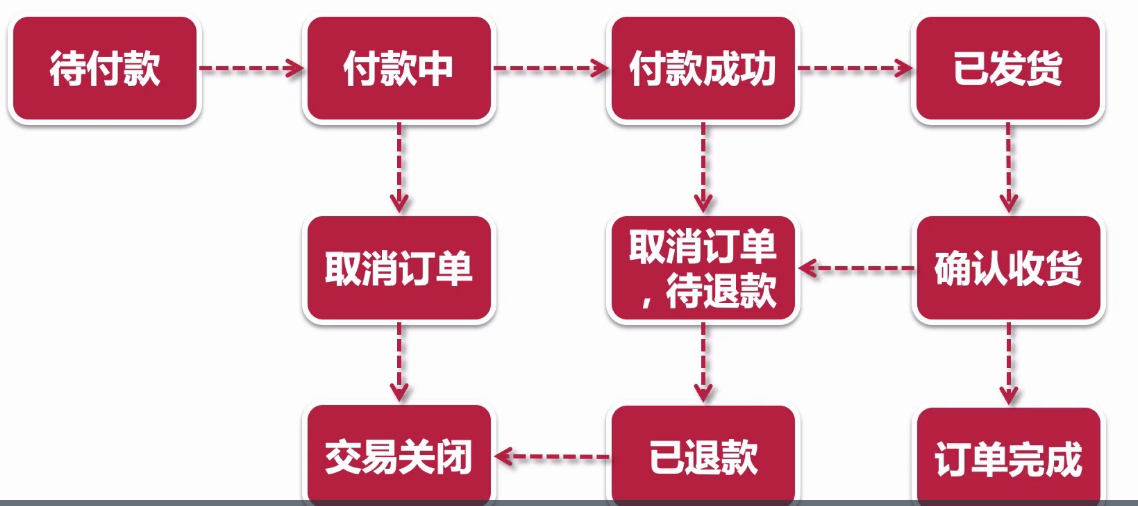 待付款
付款中
付款成功
已发货
取消订单
取消订单
，待退款
确认收货
交易关闭
已退款
订单完成